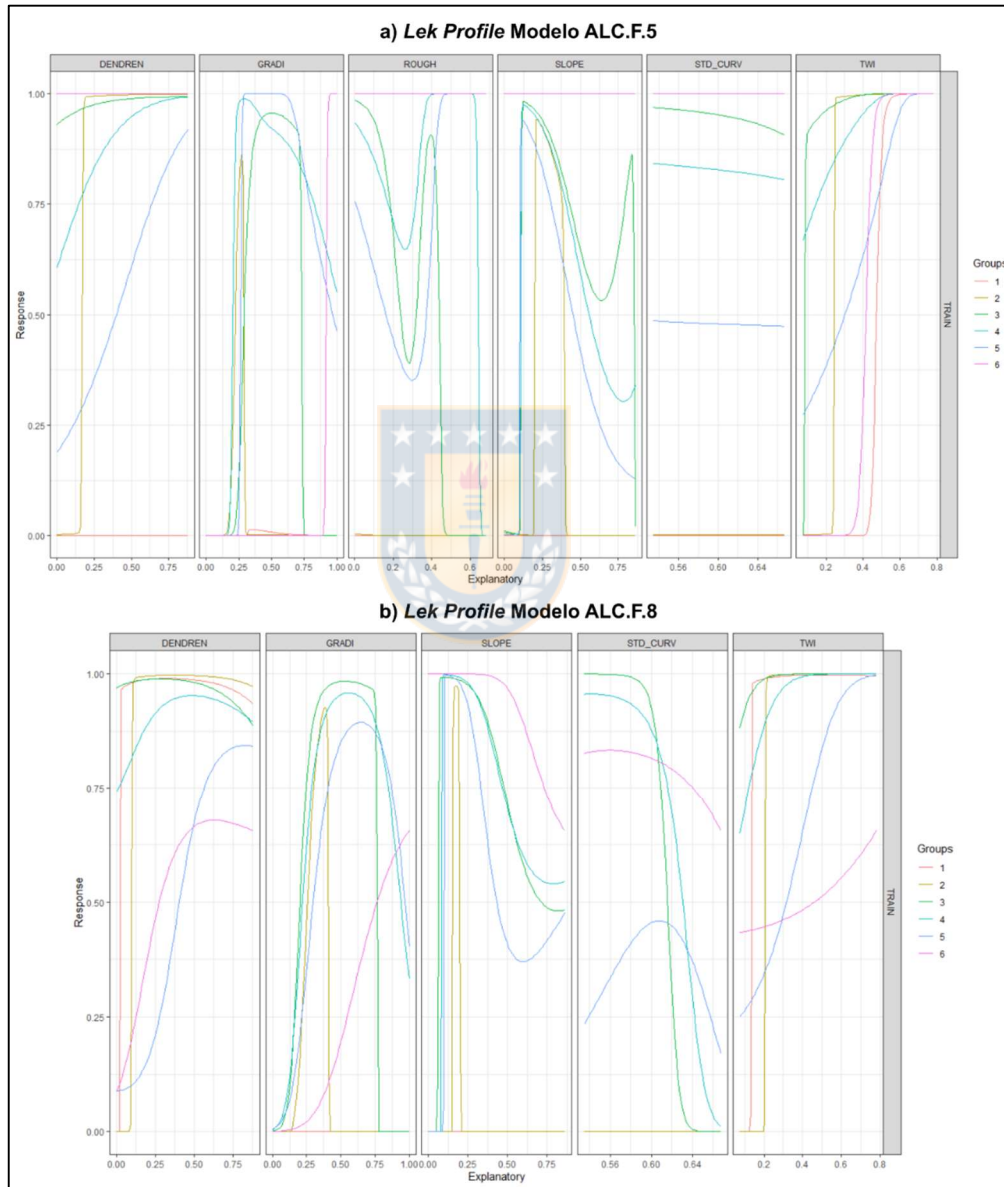 a) Lek Profile Modelo ALC.F.5
DENDREN GRADI ROUGH SLOPE STD_CURV TWI
1.00
0.75
0.50
0.25
0.00
Response
TRAIN
Groups
1
2
3
4
5
6
0.00 0.25 0.50 0.75 0.00 0.25 0.50 0.75 1.00 0.00 0.2 0.4 0.6 0.00 0.25 0.50 0.75 0.56 0.60 0.64 0.2 0.4 0.6 0.8
Explanatory
b) Lek Profile Modelo ALC.F.8
DENDREN GRADI SLOPE STD_CURV TWI
1.00
0.75
0.50
0.25
0.00
Response
TRAIN
Groups
1
2
3
4
5
6
0.00 0.25 0.50 0.75 0.00 0.25 0.50 0.75 1.00 0.00 0.25 0.50 0.75 0.56 0.60 0.64 0.2 0.4 0.6 0.8
Explanatory